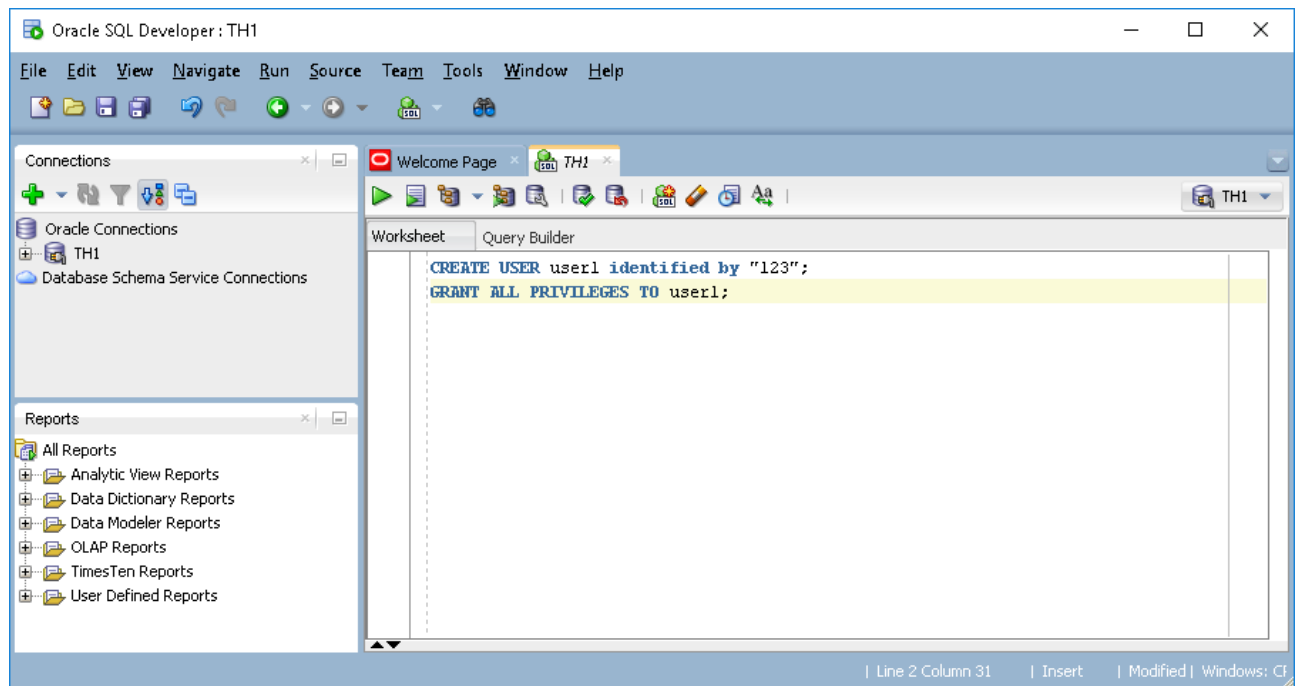 Oracle SQL Developer : TH1
File Edit View Navigate Run Source Team Tools Window Help
Connections
Oracle Connections
TH1
Database Schema Service Connections
Reports
All Reports
Analytic View Reports
Data Dictionary Reports
Data Modeler Reports
OLAP Reports
TimesTen Reports
User Defined Reports
Welcome Page TH1
TH1
Worksheet Query Builder
CREATE USER user1 identified by "123";
GRANT ALL PRIVILEGES TO user1;
| Line 2 Column 31 | Insert | Modified | Windows: